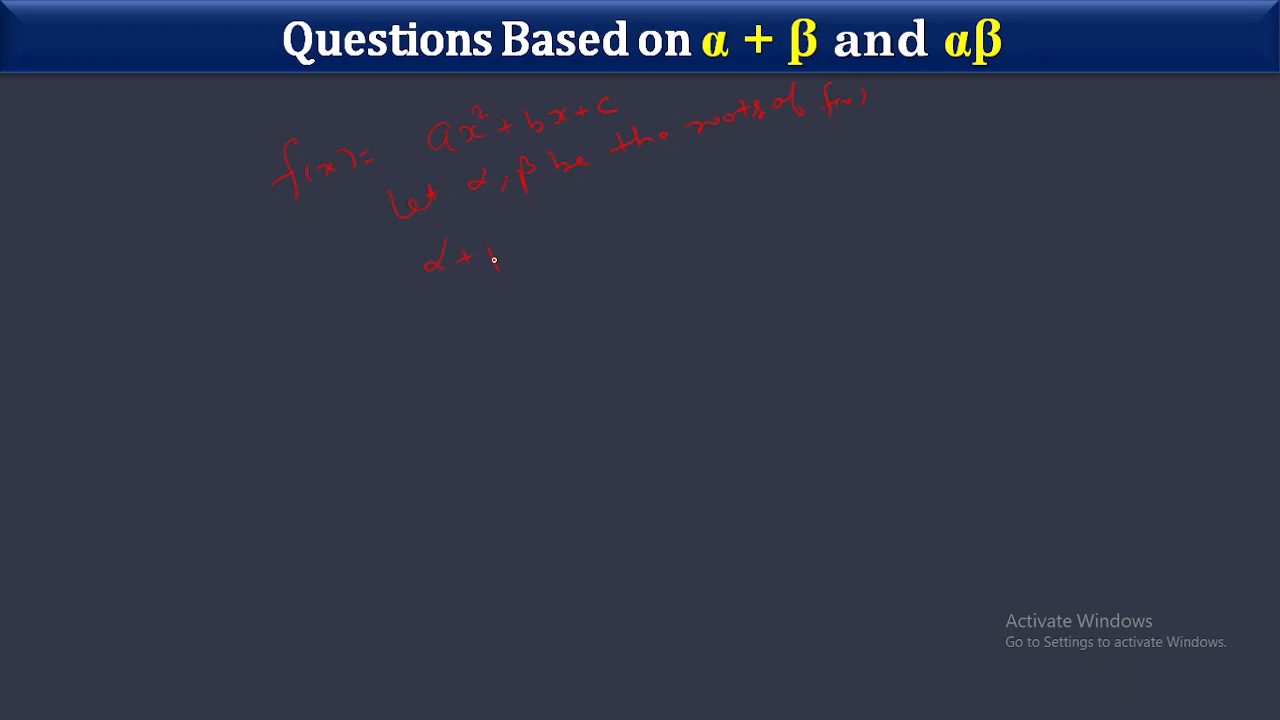 Questions Based on α + β and αβ
f(x) = ax² + bx + c
Let α, β be the roots of f(x)
α +
Activate Windows
Go to Settings to activate Windows.